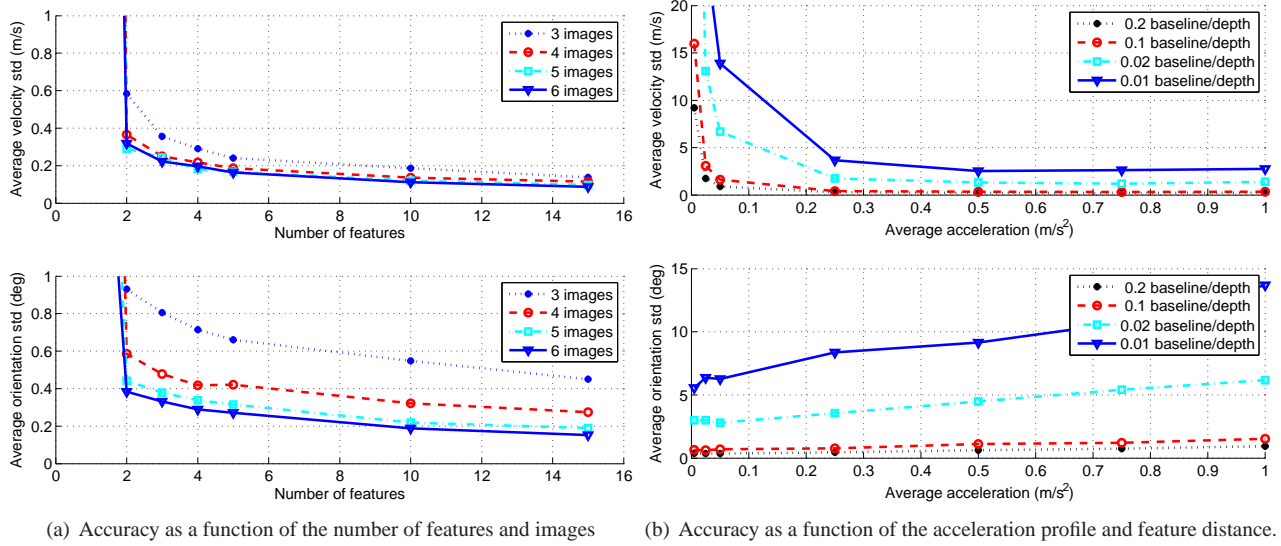 Average velocity std (m/s)
1
0.8
0.6
0.4
0.2
0
0 2 4 6 8 10 12 14 16
Number of features
3 images
4 images
5 images
6 images
Average orientation std (deg)
1
0.8
0.6
0.4
0.2
0
0 2 4 6 8 10 12 14 16
Number of features
3 images
4 images
5 images
6 images
(a) Accuracy as a function of the number of features and images
Average velocity std (m/s)
20
15
10
5
0
0 0.1 0.2 0.3 0.4 0.5 0.6 0.7 0.8 0.9 1
Average acceleration (m/s²)
0.2 baseline/depth
0.1 baseline/depth
0.02 baseline/depth
0.01 baseline/depth
Average orientation std (deg)
15
10
5
0
0 0.1 0.2 0.3 0.4 0.5 0.6 0.7 0.8 0.9 1
Average acceleration (m/s²)
0.2 baseline/depth
0.1 baseline/depth
0.02 baseline/depth
0.01 baseline/depth
(b) Accuracy as a function of the acceleration profile and feature distance.